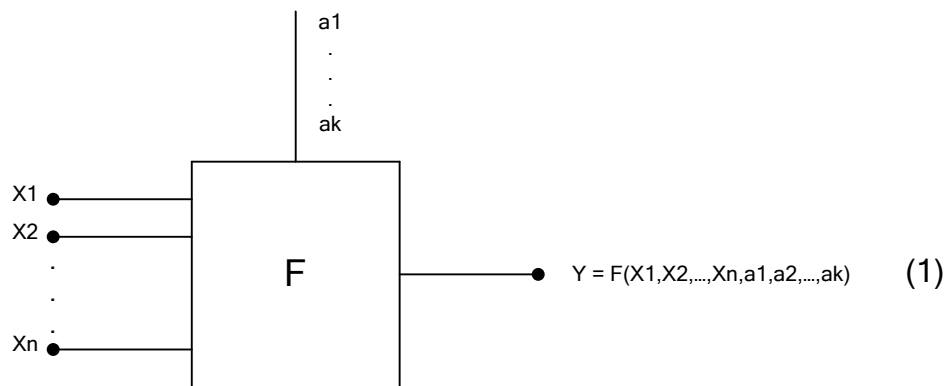 a1
.
.
.
ak
X1
X2
.
.
.
Xn
F
Y = F(X1,X2,...,Xn,a1,a2,...,ak) (1)